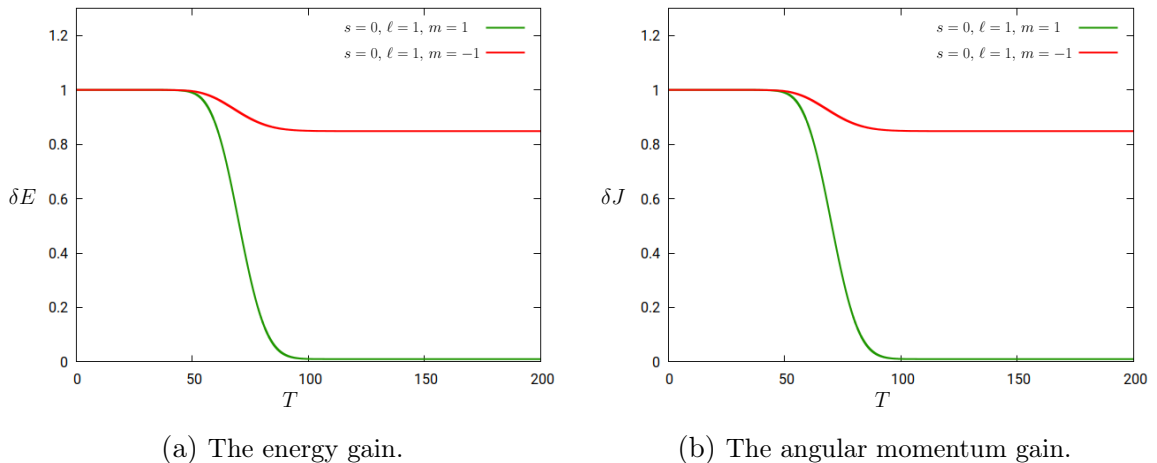 s = 0, ℓ = 1, m = 1
s = 0, ℓ = 1, m = −1
1.2
1
0.8
δE
0.6
0.4
0.2
0
0 50 100 150 200
T
(a) The energy gain.
s = 0, ℓ = 1, m = 1
s = 0, ℓ = 1, m = −1
1.2
1
0.8
δJ
0.6
0.4
0.2
0
0 50 100 150 200
T
(b) The angular momentum gain.